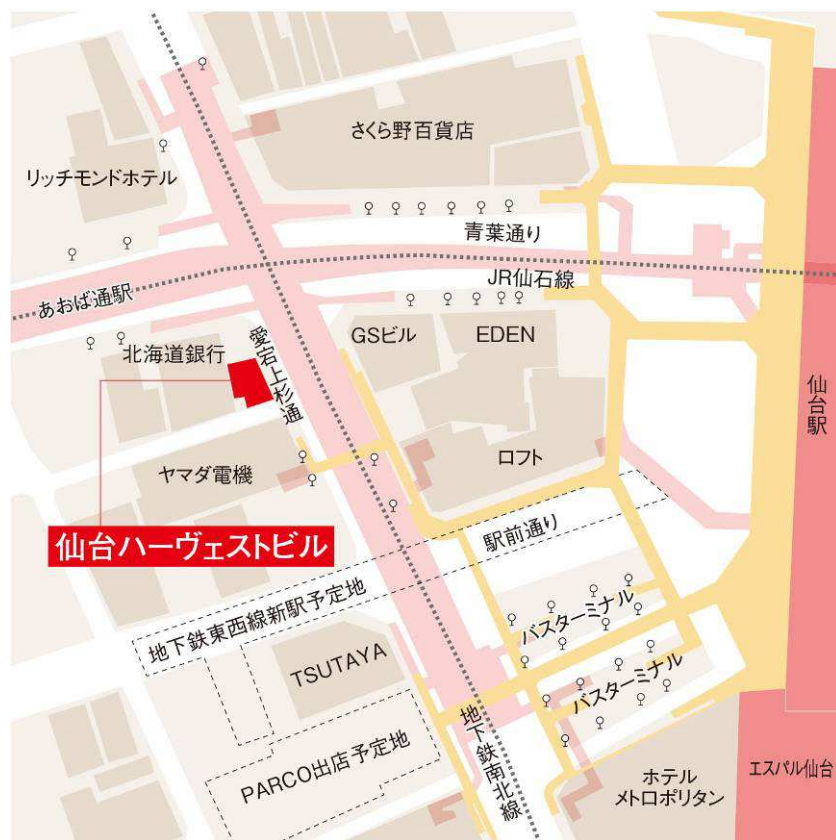 さくら野百貨店
リッチモンドホテル
青葉通り
JR仙石線
あおば通駅
GSビル
EDEN
北海道銀行
愛宕上杉通
仙台駅
ロフト
ヤマダ電機
仙台ハーヴェストビル
駅前通り
地下鉄東西線新駅予定地
バスターミナル
TSUTAYA
バスターミナル
地下鉄南北線
PARCO出店予定地
ホテル
メトロポリタン
エスパル仙台